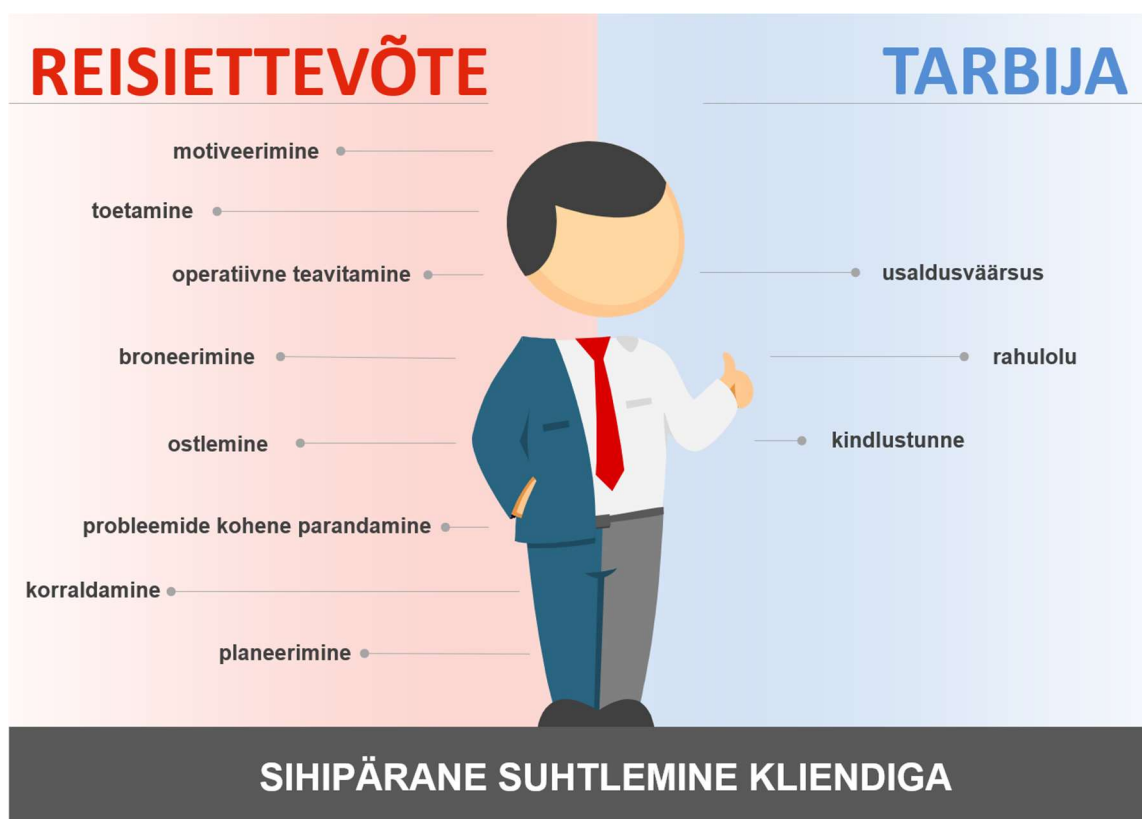 REISIETTEVÕTE
motiveerimine
toetamine
operatiivne teavitamine
broneerimine
ostlemine
probleemide kohene parandamine
korraldamine
planeerimine
TARBIJA
usaldusväärsus
rahulolu
kindlustunne
SIHIPÄRANE SUHTLEMINE KLIENDIGA